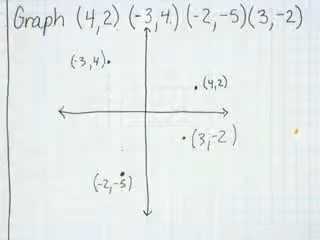 Graph (4,2) (-3,4) (-2,-5) (3,-2)
(-3,4)
(4,2)
(3,-2)
(-2,-5)